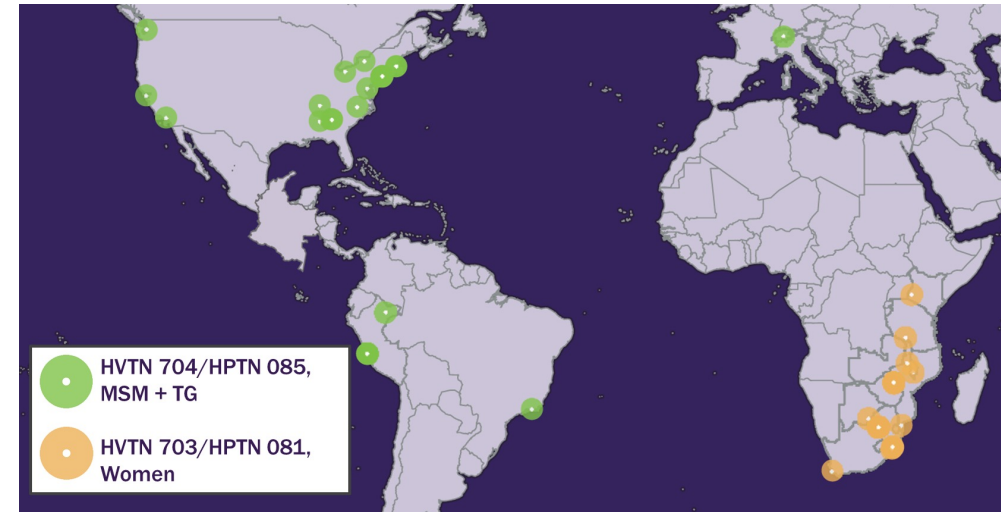 HVTN 704/HPTN 085,
MSM + TG
HVTN 703/HPTN 081,
Women